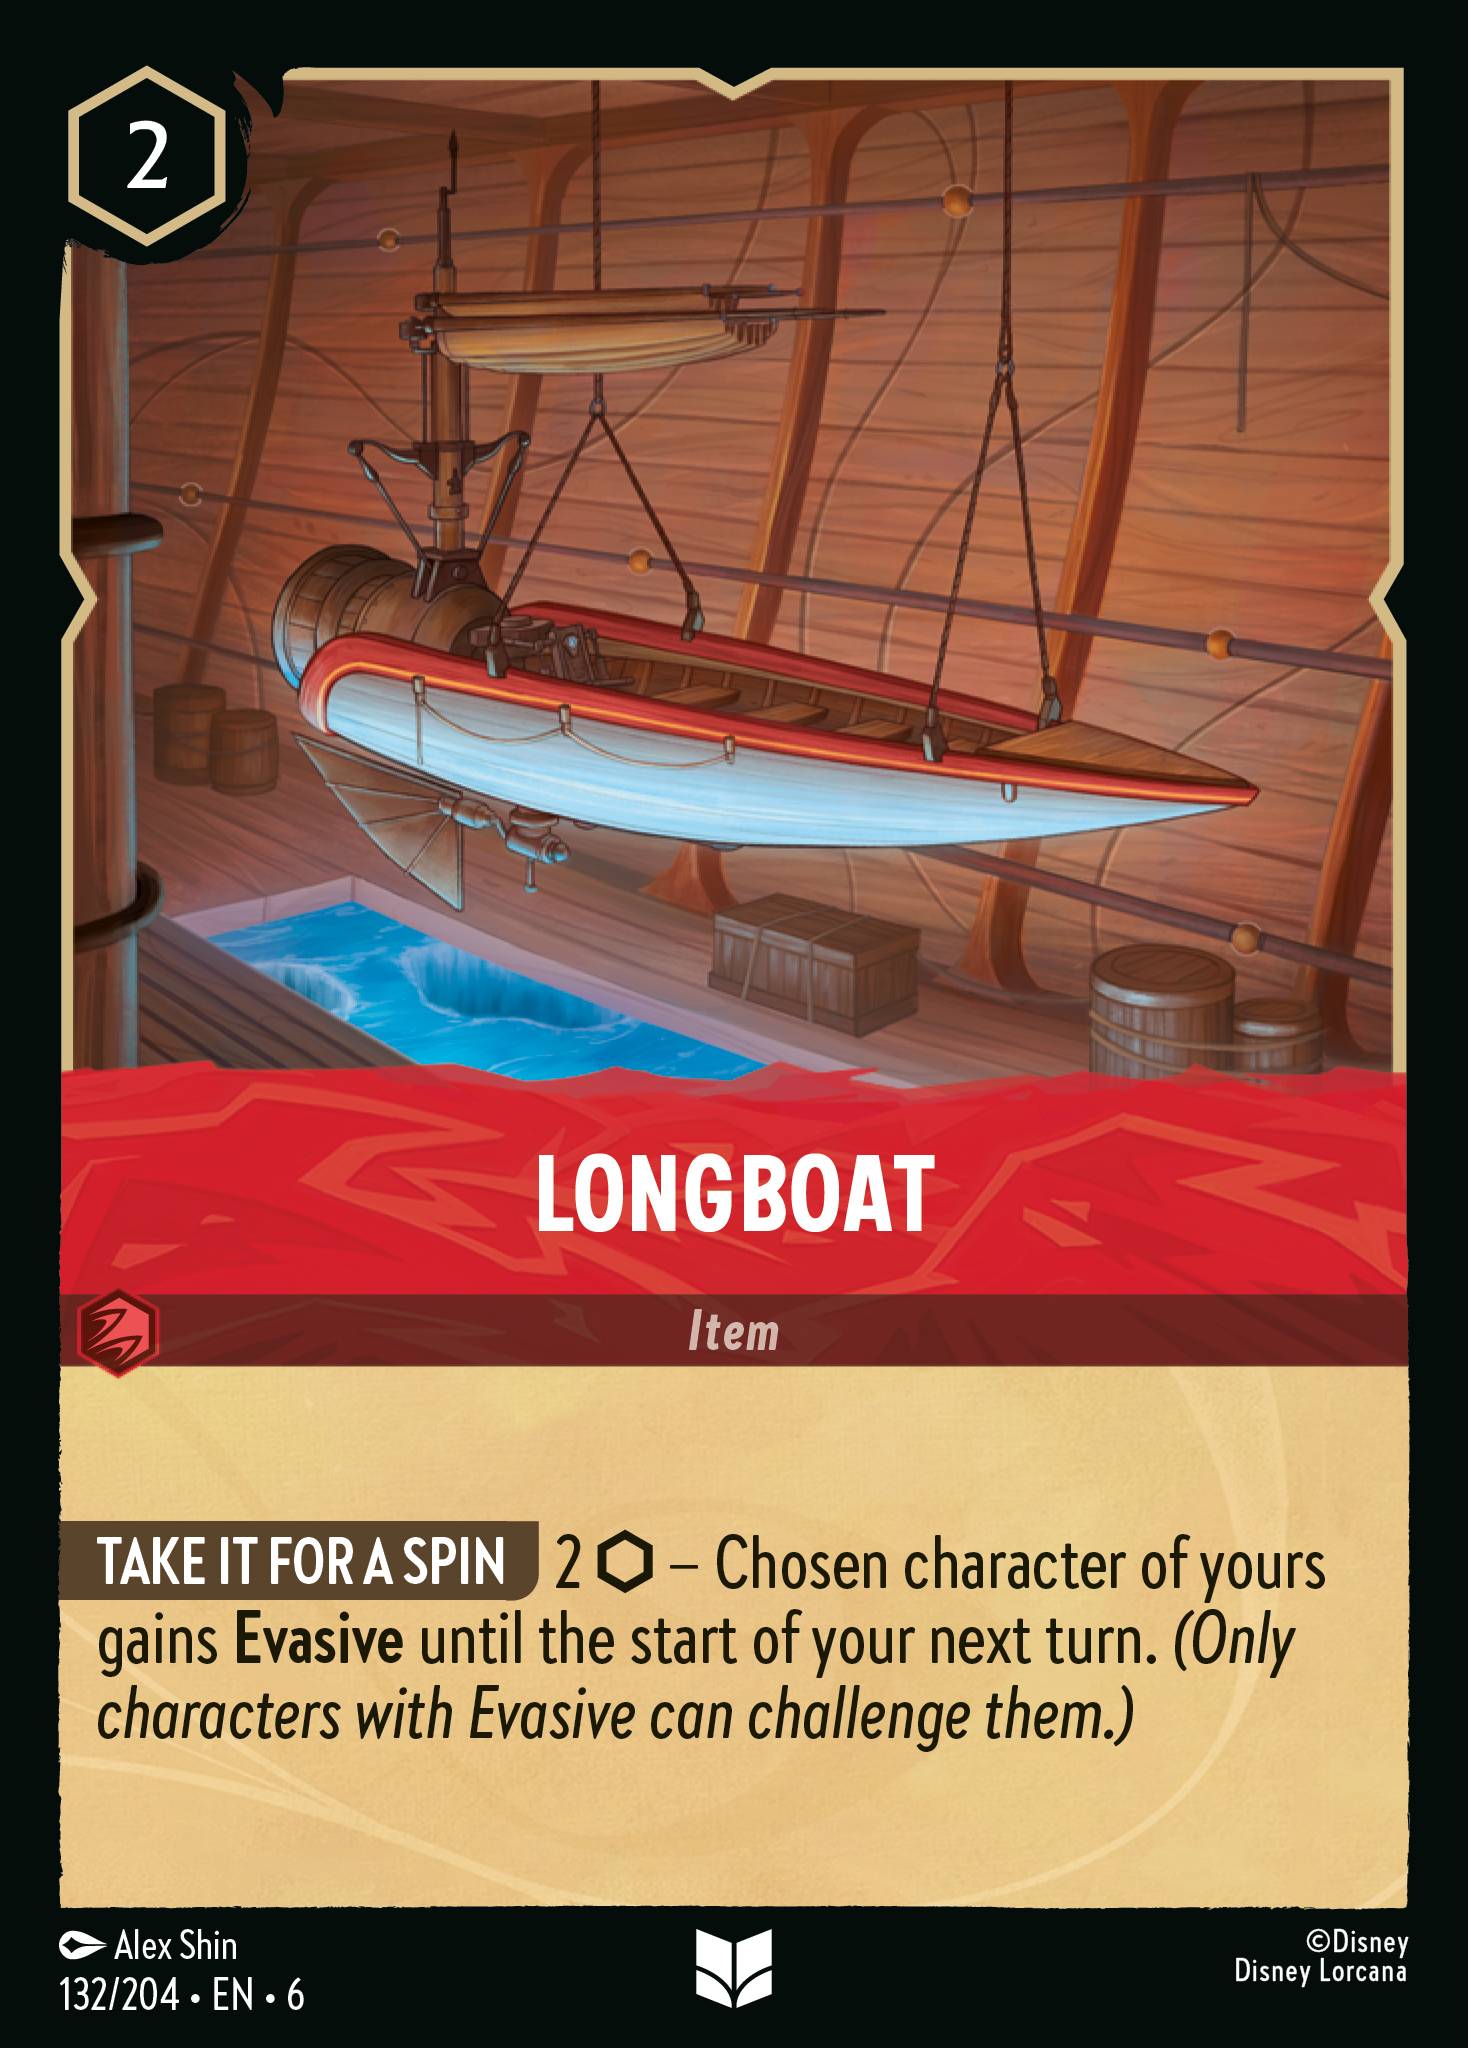 2
LONGBOAT
Item
TAKE IT FOR A SPIN 2 ⬡ – Chosen character of yours
gains Evasive until the start of your next turn. (Only
characters with Evasive can challenge them.)
Alex Shin
132/204 • EN • 6
©Disney
Disney Lorcana